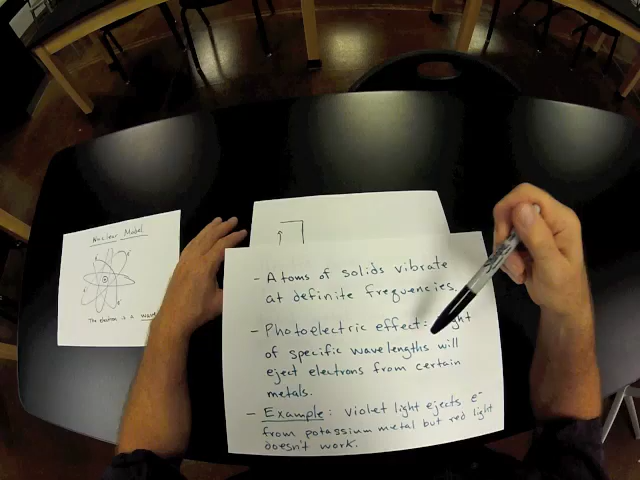 Nuclear Model
The electron is a wave
- Atoms of solids vibrate
at definite frequencies.
- Photoelectric effect:
of specific wavelengths will
eject electrons from certain
metals.
- Example: violet light ejects e-
from potassium metal but red light
doesn't work.